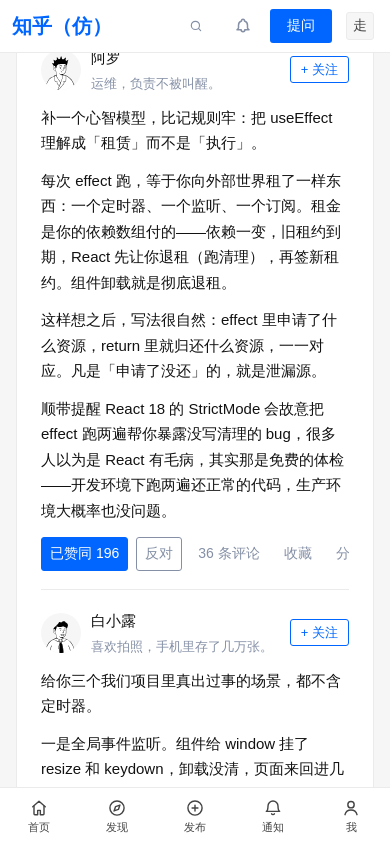 知乎（仿）
提问
走
阿罗
运维，负责不被叫醒。
+ 关注
补一个心智模型，比记规则牢：把 useEffect
理解成「租赁」而不是「执行」。
每次 effect 跑，等于你向外部世界租了一样东
西：一个定时器、一个监听、一个订阅。租金
是你的依赖数组付的——依赖一变，旧租约到
期，React 先让你退租（跑清理），再签新租
约。组件卸载就是彻底退租。
这样想之后，写法很自然：effect 里申请了什
么资源，return 里就归还什么资源，一一对
应。凡是「申请了没还」的，就是泄漏源。
顺带提醒 React 18 的 StrictMode 会故意把
effect 跑两遍帮你暴露没写清理的 bug，很多
人以为是 React 有毛病，其实那是免费的体检
——开发环境下跑两遍还正常的代码，生产环
境大概率也没问题。
已赞同 196
反对
36 条评论
收藏
分
白小露
喜欢拍照，手机里存了几万张。
+ 关注
给你三个我们项目里真出过事的场景，都不含
定时器。
一是全局事件监听。组件给 window 挂了
resize 和 keydown，卸载没清，页面来回进几
首页
发现
发布
通知
我